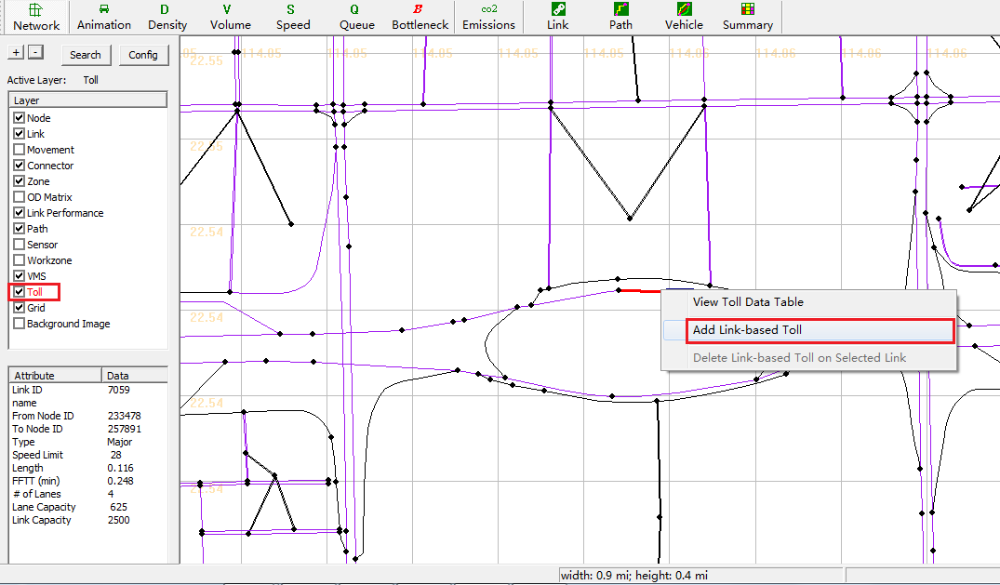 Network Animation Density Volume Speed Queue Bottleneck Emissions Link Path Vehicle Summary
D V S Q B co2
+ - Search Config
Active Layer: Toll
Layer
Node
Link
Movement
Connector
Zone
OD Matrix
Link Performance
Path
Sensor
Workzone
VMS
Toll
Grid
Background Image
Attribute Data
Link ID 7059
name
From Node ID 233478
To Node ID 257891
Type Major
Speed Limit 28
Length 0.116
FFTT (min) 0.248
# of Lanes 4
Lane Capacity 625
Link Capacity 2500
05 114.05 114.05 114.05 114.05 114.05 114.06 114.06 114.06 114.06
22.55
22.55
22.54
22.54
22.54
22.54
View Toll Data Table
Add Link-based Toll
Delete Link-based Toll on Selected Link
width: 0.9 mi; height: 0.4 mi